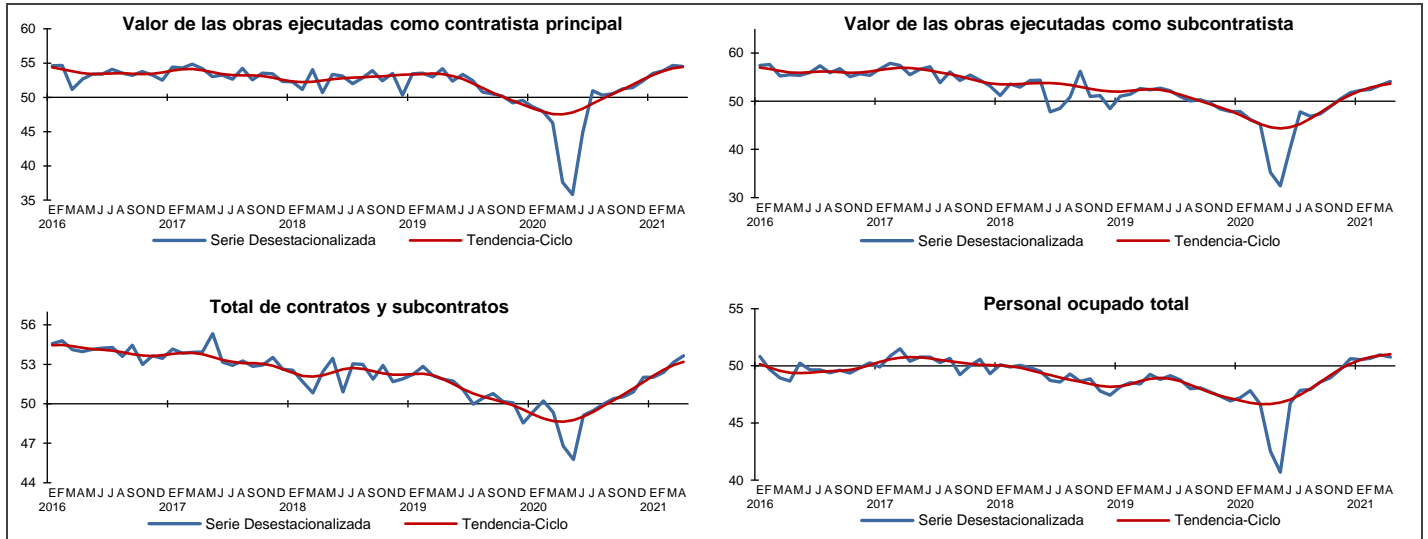 Valor de las obras ejecutadas como contratista principal
60
55
50
45
40
35
E F M A M J J A S O N D E F M A M J J A S O N D E F M A M J J A S O N D E F M A M J J A S O N D E F M A M J J A S O N D E F M A
2016 2017 2018 2019 2020 2021
Serie Desestacionalizada Tendencia-Ciclo
Valor de las obras ejecutadas como subcontratista
60
50
40
30
E F M A M J J A S O N D E F M A M J J A S O N D E F M A M J J A S O N D E F M A M J J A S O N D E F M A M J J A S O N D E F M A
2016 2017 2018 2019 2020 2021
Serie Desestacionalizada Tendencia-Ciclo
Total de contratos y subcontratos
56
53
50
47
44
E F M A M J J A S O N D E F M A M J J A S O N D E F M A M J J A S O N D E F M A M J J A S O N D E F M A M J J A S O N D E F M A
2016 2017 2018 2019 2020 2021
Serie Desestacionalizada Tendencia-Ciclo
Personal ocupado total
55
50
45
40
E F M A M J J A S O N D E F M A M J J A S O N D E F M A M J J A S O N D E F M A M J J A S O N D E F M A M J J A S O N D E F M A
2016 2017 2018 2019 2020 2021
Serie Desestacionalizada Tendencia-Ciclo